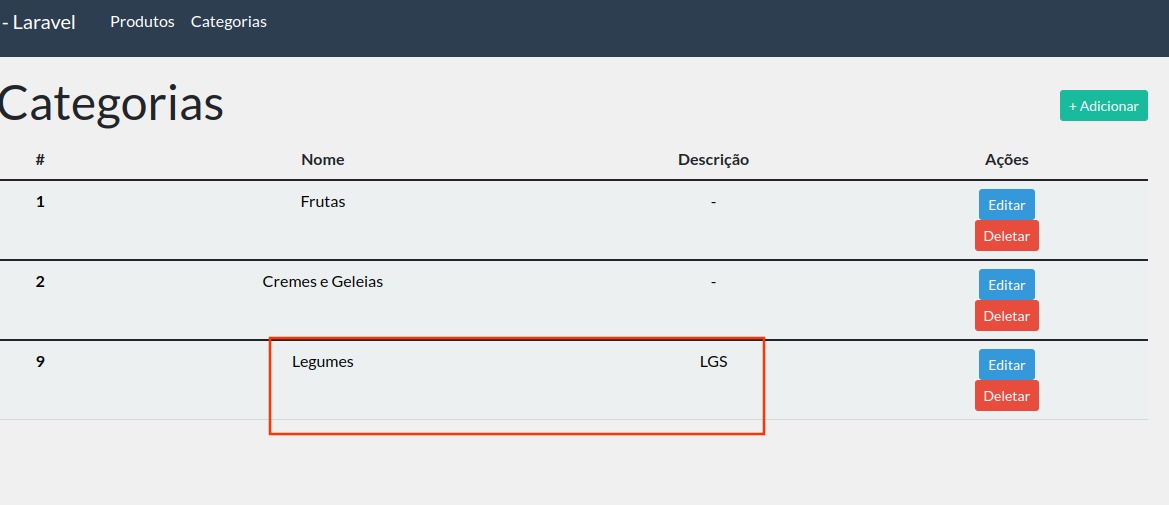 - Laravel Produtos Categorias
Categorias
+ Adicionar
# Nome Descrição Ações
1 Frutas - Editar
Deletar
2 Cremes e Geleias - Editar
Deletar
9 Legumes LGS Editar
Deletar